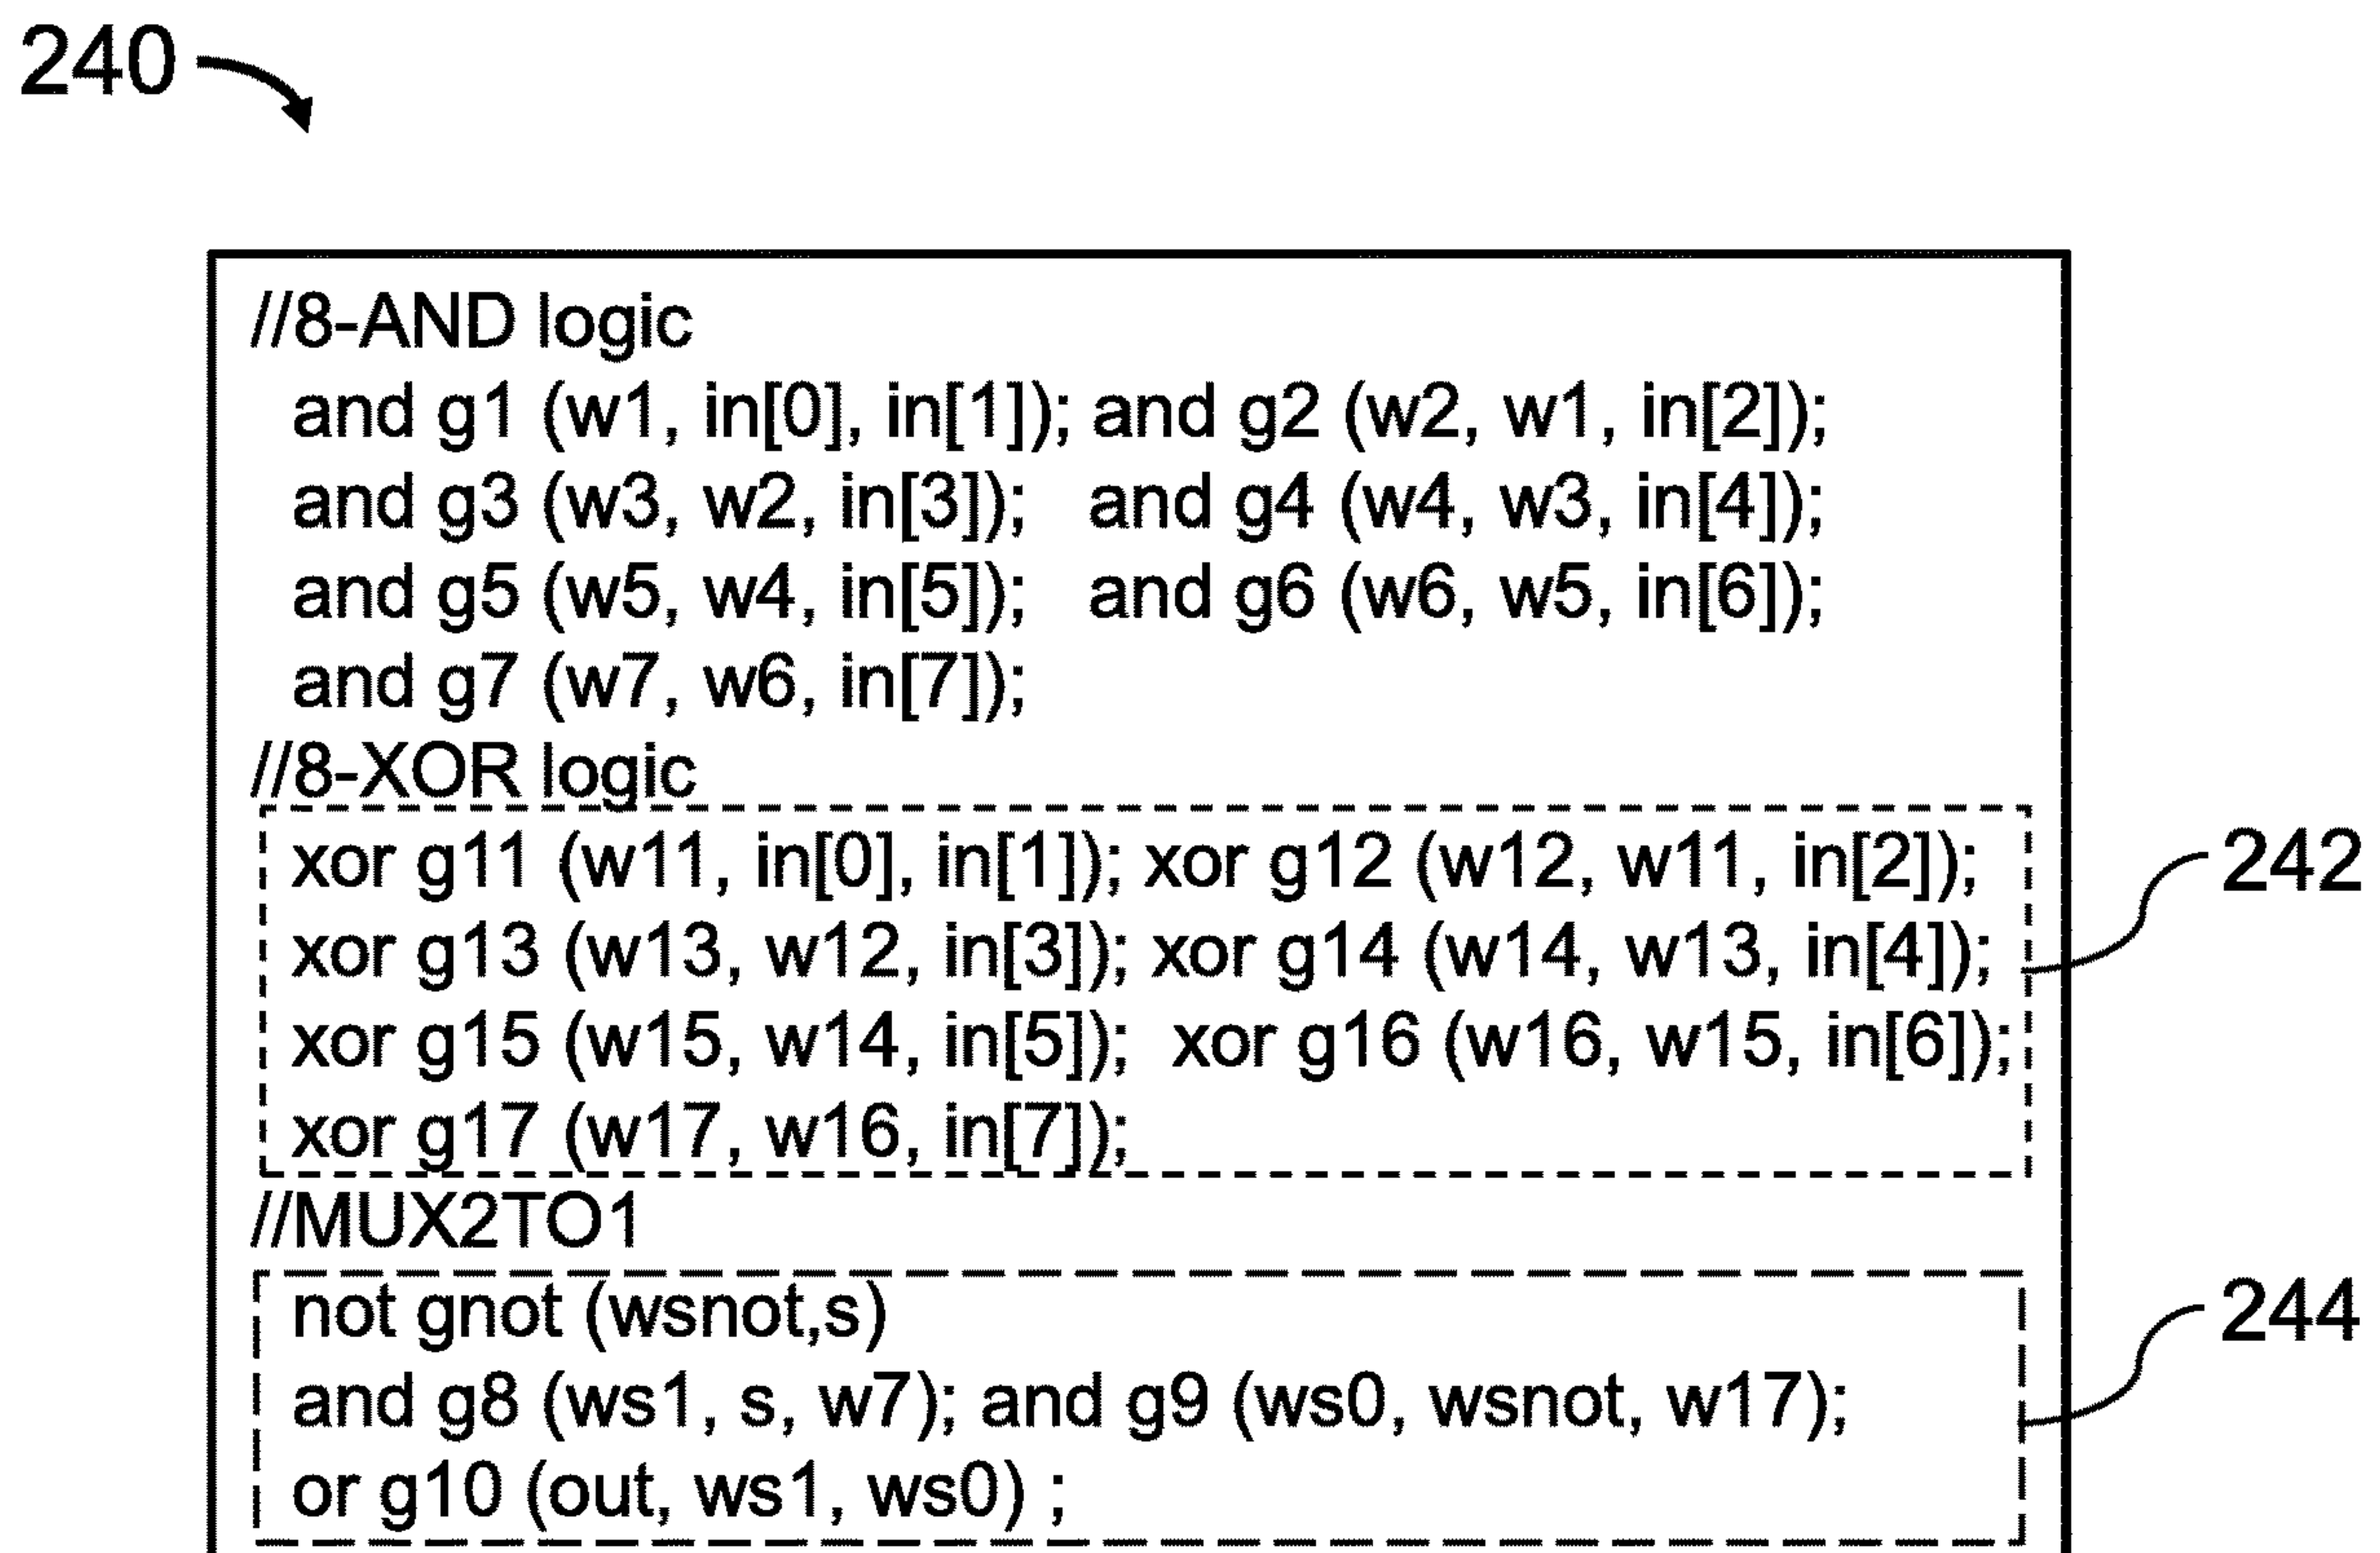 240
//8-AND logic
and g1 (w1, in[0], in[1]); and g2 (w2, w1, in[2]);
and g3 (w3, w2, in[3]); and g4 (w4, w3, in[4]);
and g5 (w5, w4, in[5]); and g6 (w6, w5, in[6]);
and g7 (w7, w6, in[7]);
//8-XOR logic
xor g11 (w11, in[0], in[1]); xor g12 (w12, w11, in[2]);
242
xor g13 (w13, w12, in[3]); xor g14 (w14, w13, in[4]);
xor g15 (w15, w14, in[5]); xor g16 (w16, w15, in[6]);
xor g17 (w17, w16, in[7]);
//MUX2TO1
not gnot (wsnot,s)
244
and g8 (ws1, s, w7); and g9 (ws0, wsnot, w17);
or g10 (out, ws1, ws0) ;